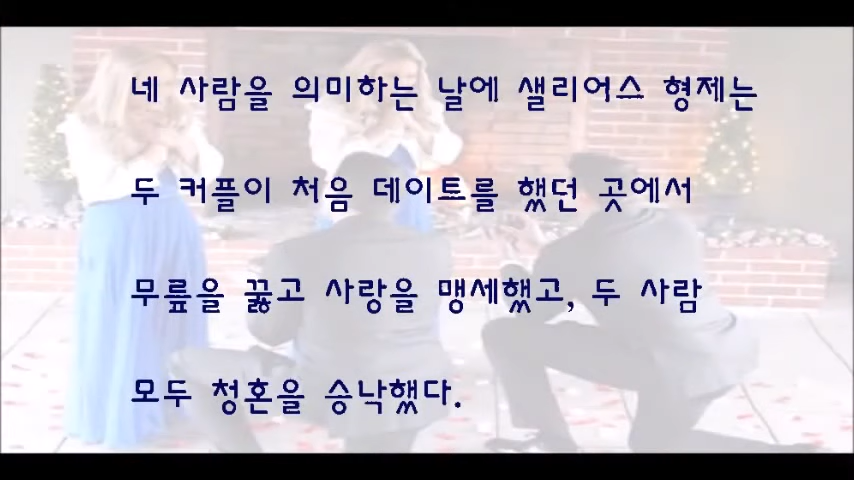 네 사람을 의미하는 날에 샐리어스 형제는
두 커플이 처음 데이트를 했던 곳에서
무릎을 꿇고 사랑을 맹세했고, 두 사람
모두 청혼을 승낙했다.